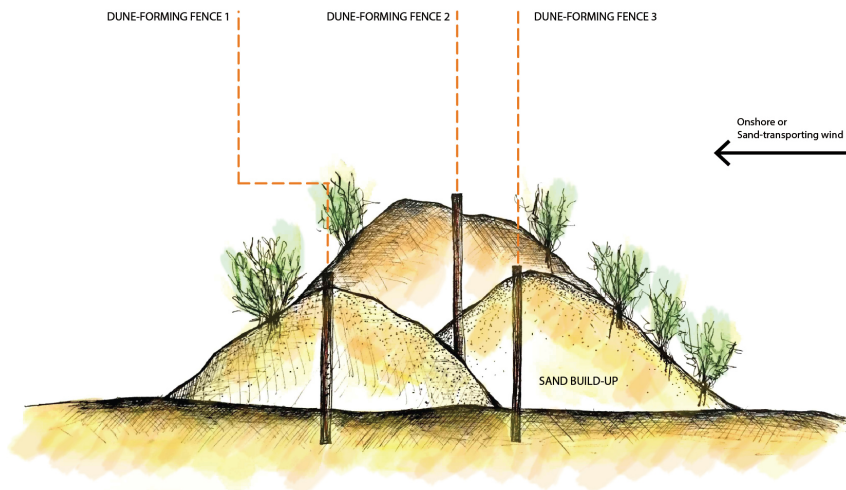 DUNE-FORMING FENCE 1
DUNE-FORMING FENCE 2
DUNE-FORMING FENCE 3
Onshore or
Sand-transporting wind
SAND BUILD-UP